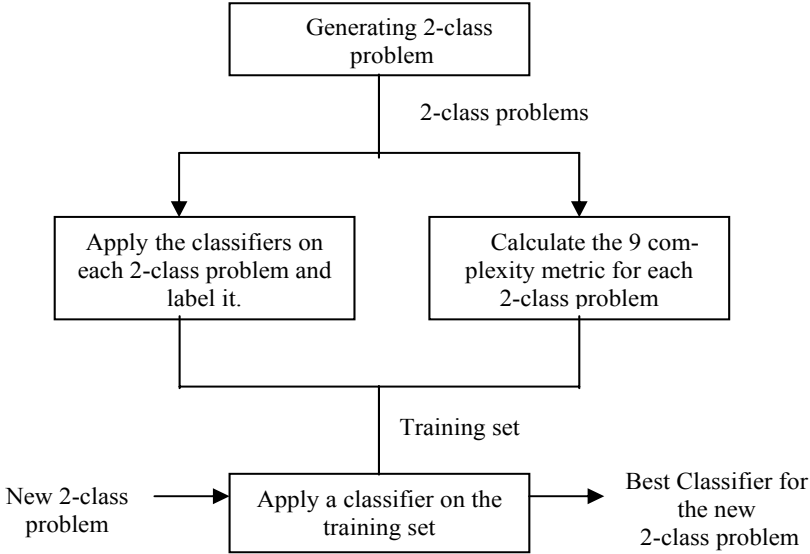 Generating 2-class
problem
2-class problems
Apply the classifiers on
each 2-class problem and
label it.
Calculate the 9 com-
plexity metric for each
2-class problem
Training set
New 2-class
problem
Apply a classifier on the
training set
Best Classifier for
the new
2-class problem